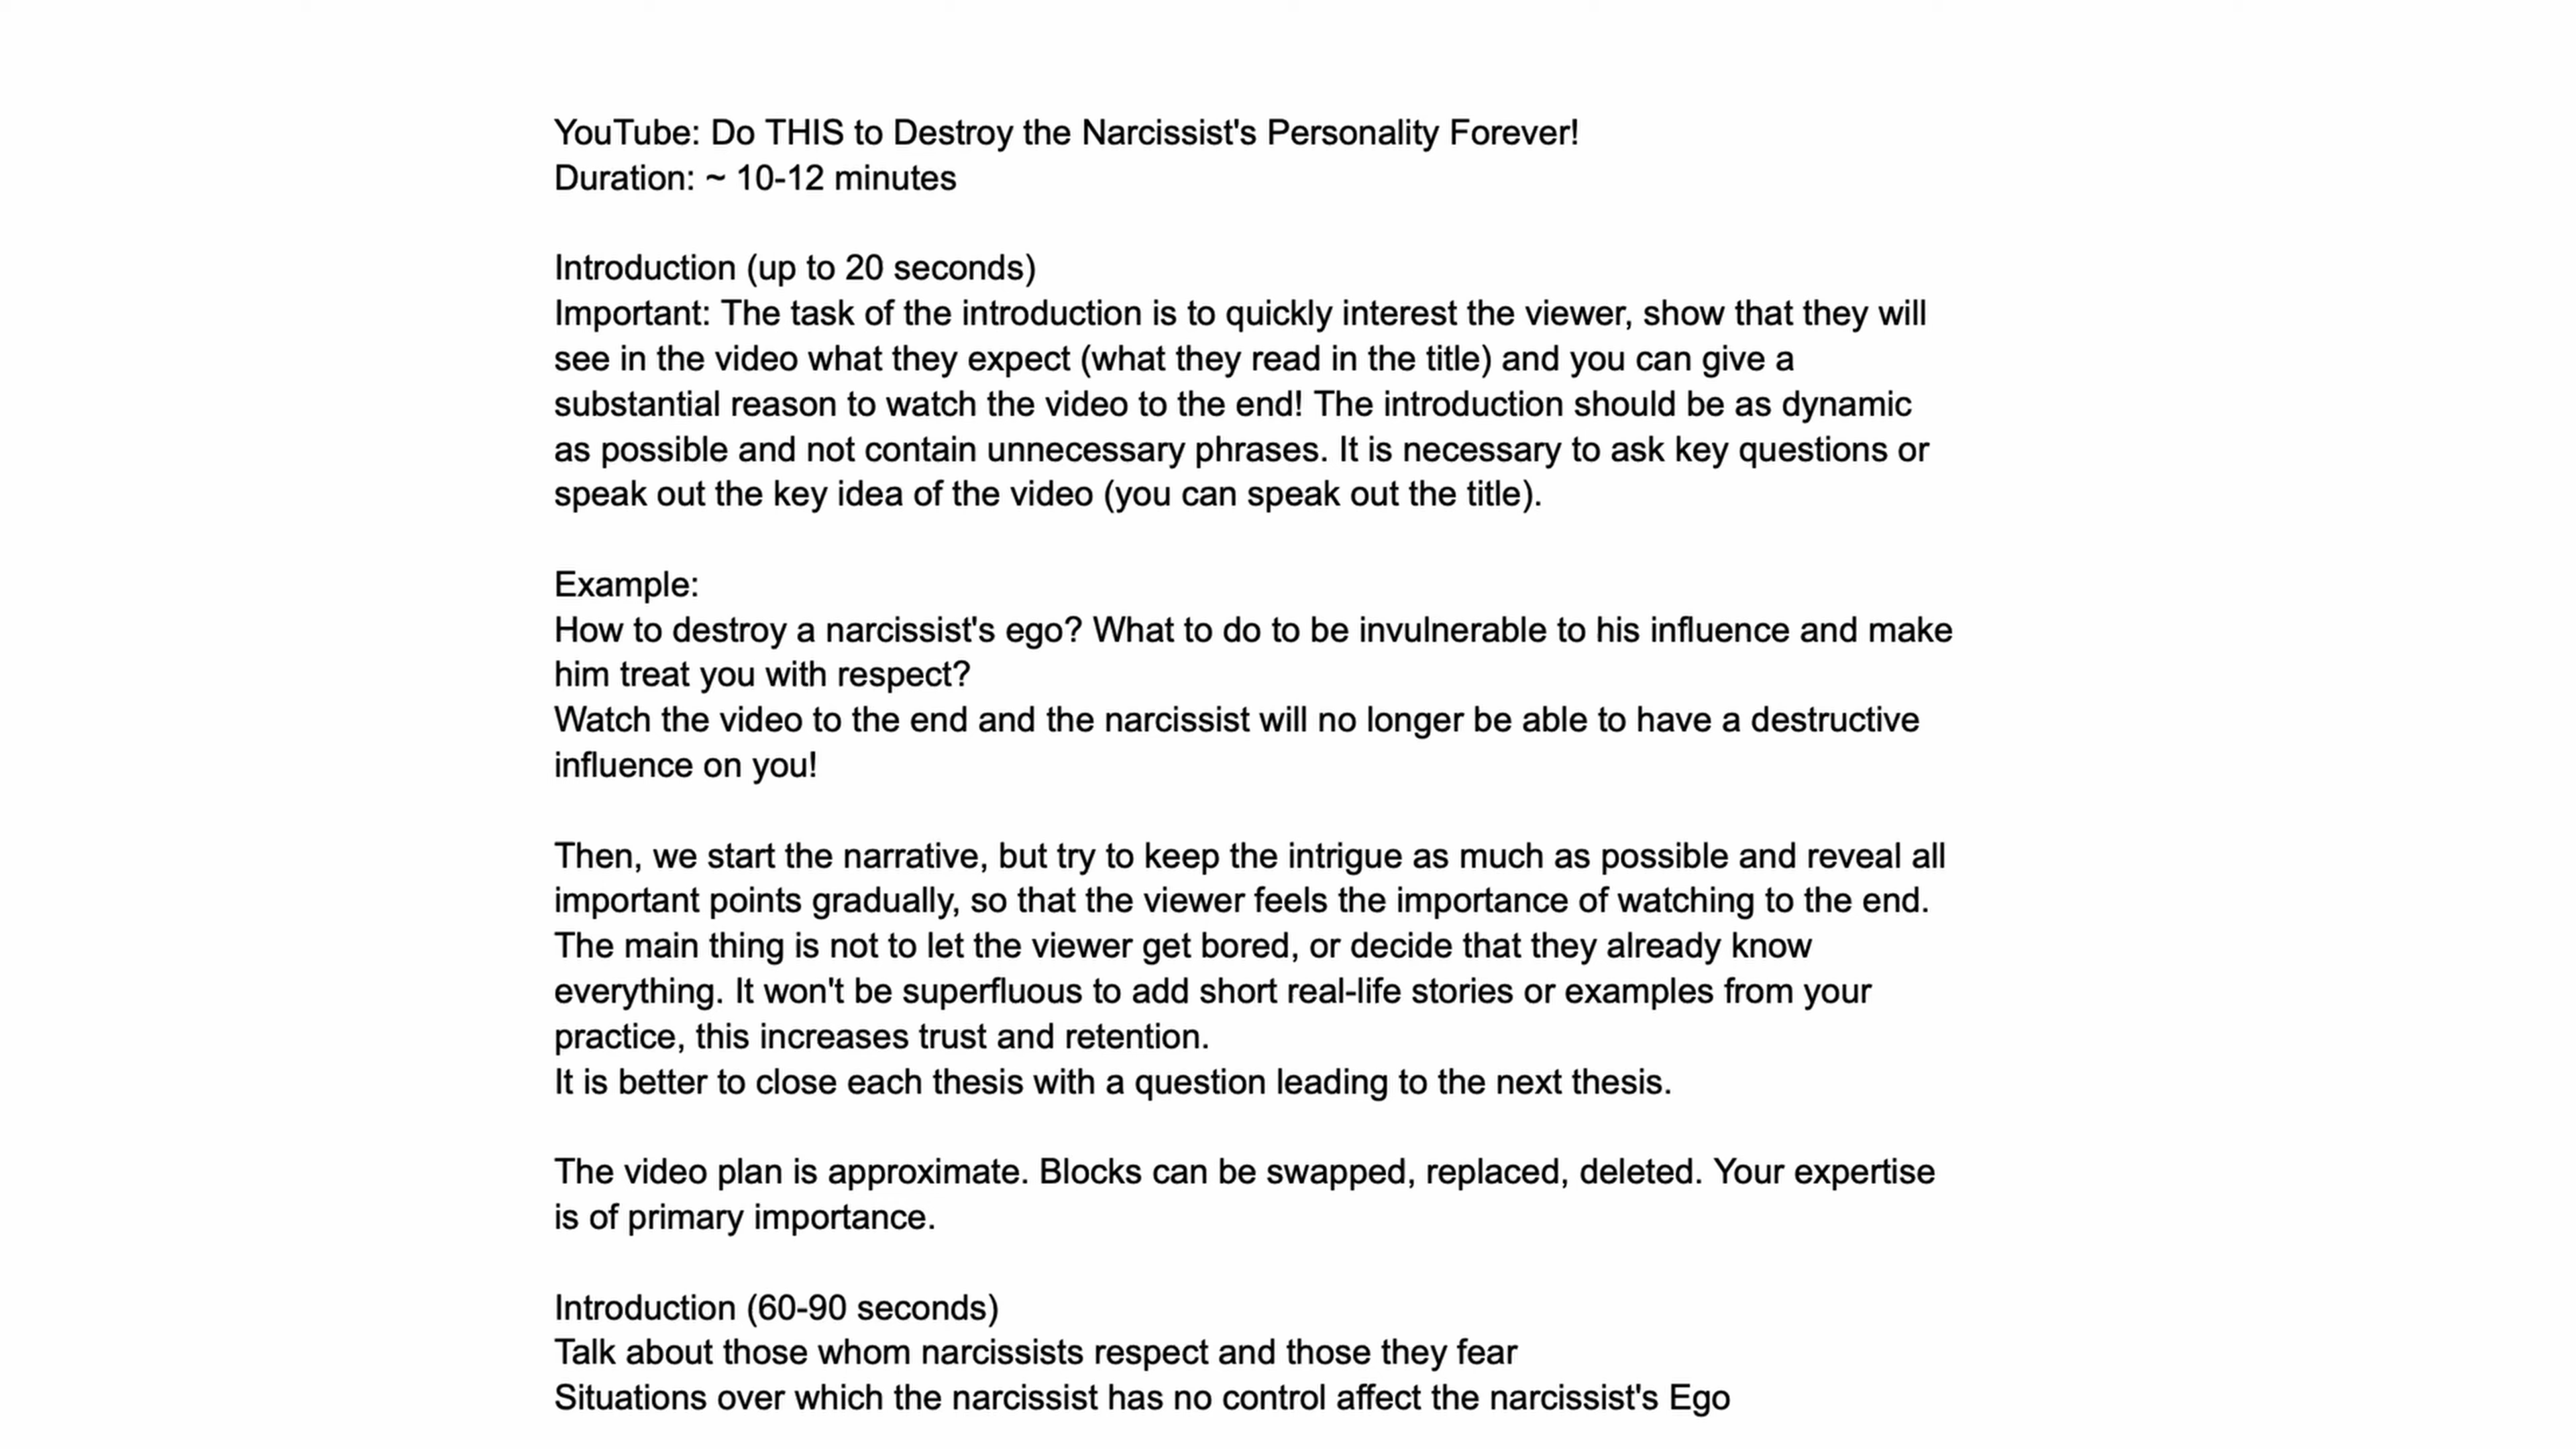 YouTube: Do THIS to Destroy the Narcissist's Personality Forever!
Duration: ~ 10-12 minutes
Introduction (up to 20 seconds)
Important: The task of the introduction is to quickly interest the viewer, show that they will
see in the video what they expect (what they read in the title) and you can give a
substantial reason to watch the video to the end! The introduction should be as dynamic
as possible and not contain unnecessary phrases. It is necessary to ask key questions or
speak out the key idea of the video (you can speak out the title).
Example:
How to destroy a narcissist's ego? What to do to be invulnerable to his influence and make
him treat you with respect?
Watch the video to the end and the narcissist will no longer be able to have a destructive
influence on you!
Then, we start the narrative, but try to keep the intrigue as much as possible and reveal all
important points gradually, so that the viewer feels the importance of watching to the end.
The main thing is not to let the viewer get bored, or decide that they already know
everything. It won't be superfluous to add short real-life stories or examples from your
practice, this increases trust and retention.
It is better to close each thesis with a question leading to the next thesis.
The video plan is approximate. Blocks can be swapped, replaced, deleted. Your expertise
is of primary importance.
Introduction (60-90 seconds)
Talk about those whom narcissists respect and those they fear
Situations over which the narcissist has no control affect the narcissist's Ego